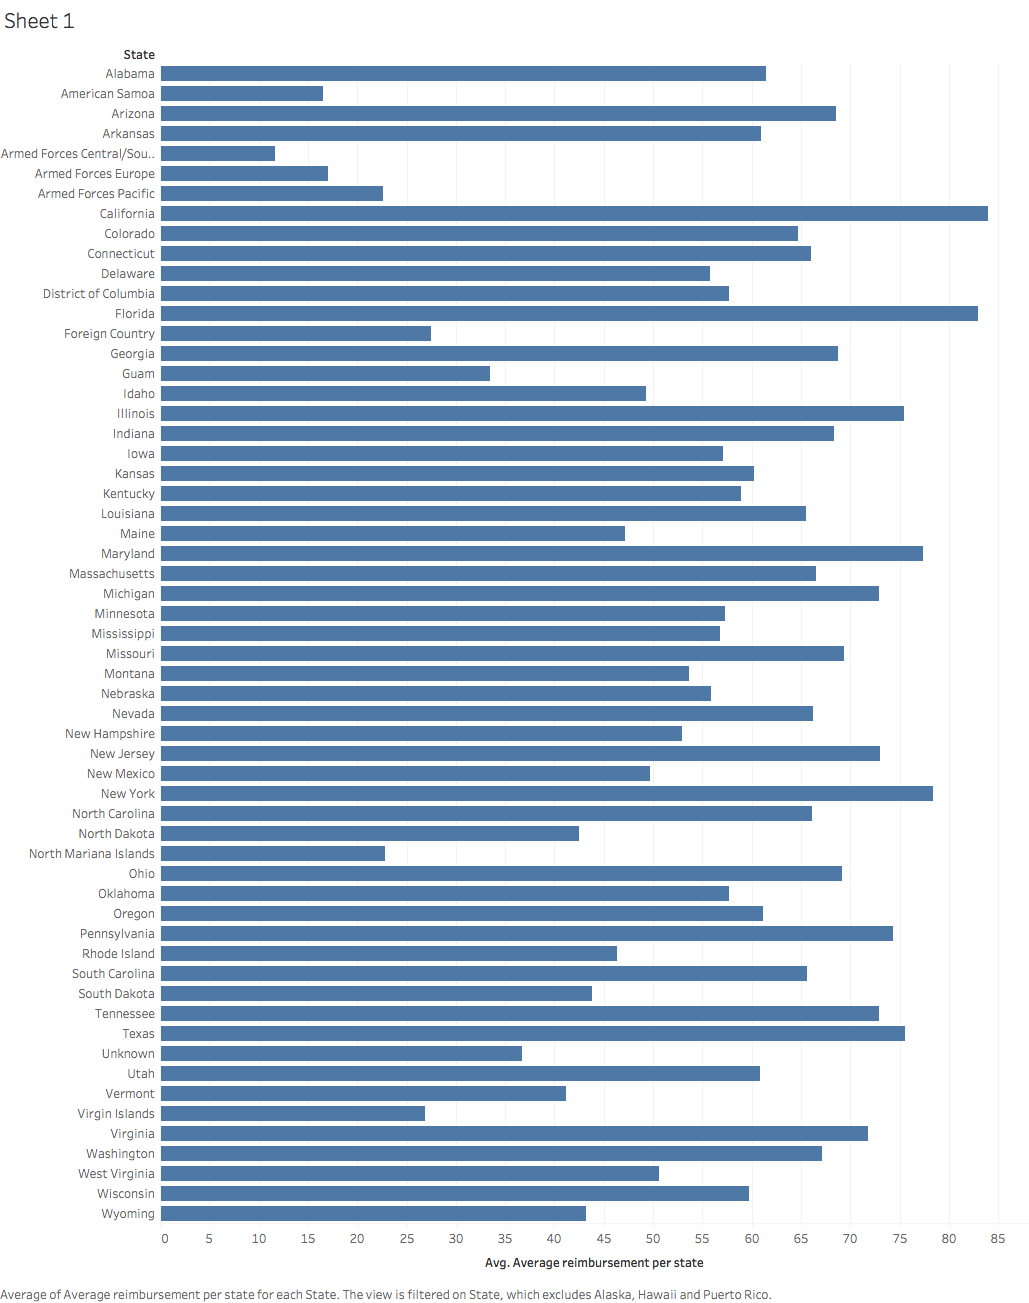 Sheet 1
State
Alabama
American Samoa
Arizona
Arkansas
Armed Forces Central/Sou..
Armed Forces Europe
Armed Forces Pacific
California
Colorado
Connecticut
Delaware
District of Columbia
Florida
Foreign Country
Georgia
Guam
Idaho
Illinois
Indiana
Iowa
Kansas
Kentucky
Louisiana
Maine
Maryland
Massachusetts
Michigan
Minnesota
Mississippi
Missouri
Montana
Nebraska
Nevada
New Hampshire
New Jersey
New Mexico
New York
North Carolina
North Dakota
North Mariana Islands
Ohio
Oklahoma
Oregon
Pennsylvania
Rhode Island
South Carolina
South Dakota
Tennessee
Texas
Unknown
Utah
Vermont
Virgin Islands
Virginia
Washington
West Virginia
Wisconsin
Wyoming
0 5 10 15 20 25 30 35 40 45 50 55 60 65 70 75 80 85
Avg. Average reimbursement per state
Average of Average reimbursement per state for each State. The view is filtered on State, which excludes Alaska, Hawaii and Puerto Rico.